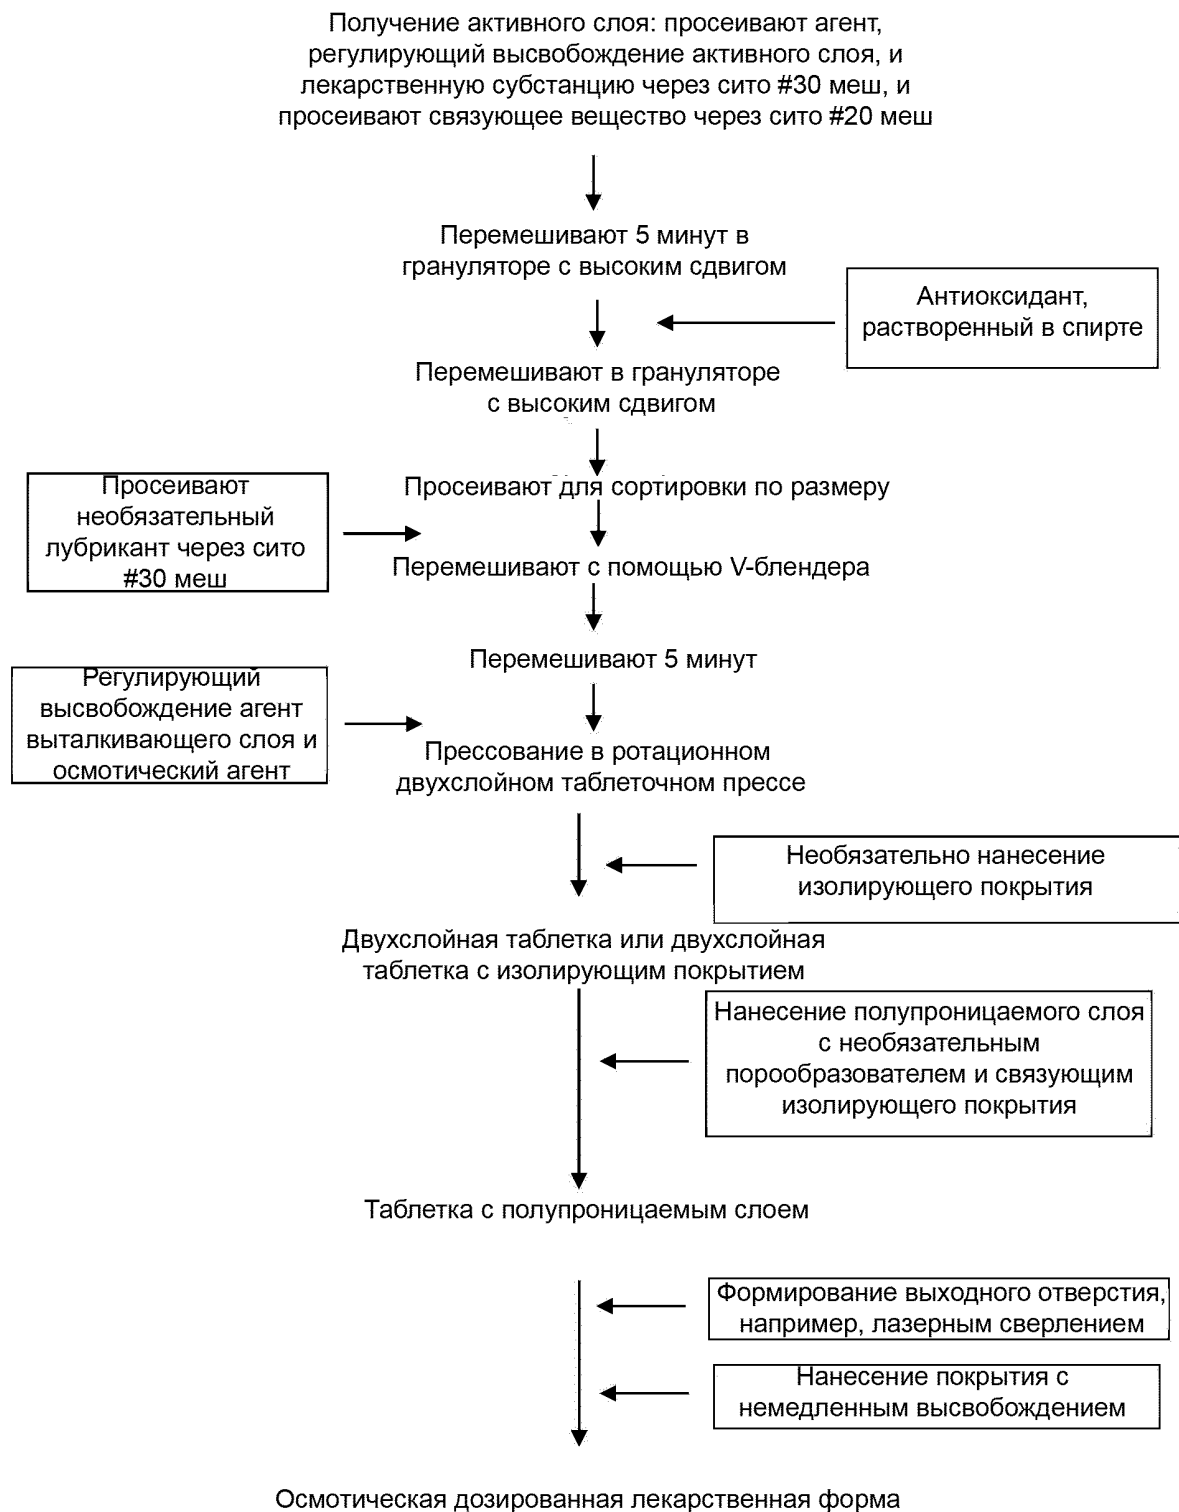 Получение активного слоя: просеивают агент,
регулирующий высвобождение активного слоя, и
лекарственную субстанцию через сито #30 меш, и
просеивают связующее вещество через сито #20 меш
Перемешивают 5 минут в
грануляторе с высоким сдвигом
Антиоксидант,
растворенный в спирте
Перемешивают в грануляторе
с высоким сдвигом
Просеивают для сортировки по размеру
Просеивают
необязательный
лубрикант через сито
#30 меш
Перемешивают с помощью V-блендера
Перемешивают 5 минут
Регулирующий
высвобождение агент
выталкивающего слоя и
осмотический агент
Прессование в ротационном
двухслойном таблеточном прессе
Необязательно нанесение
изолирующего покрытия
Двухслойная таблетка или двухслойная
таблетка с изолирующим покрытием
Нанесение полупроницаемого слоя
с необязательным
порообразователем и связующим
изолирующего покрытия
Таблетка с полупроницаемым слоем
Формирование выходного отверстия,
например, лазерным сверлением
Нанесение покрытия с
немедленным высвобождением
Осмотическая дозированная лекарственная форма